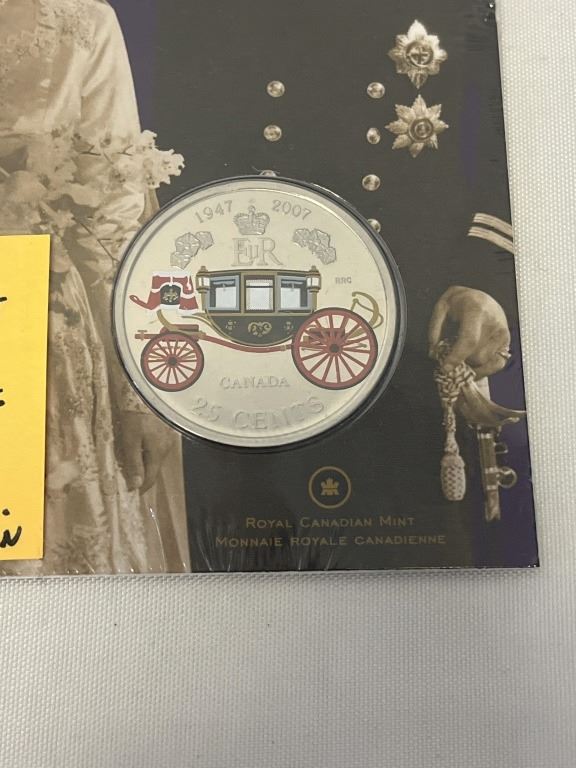 1947 2007
EIIR
RRC
CANADA
25 CENTS
ROYAL CANADIAN MINT
MONNAIE ROYALE CANADIENNE